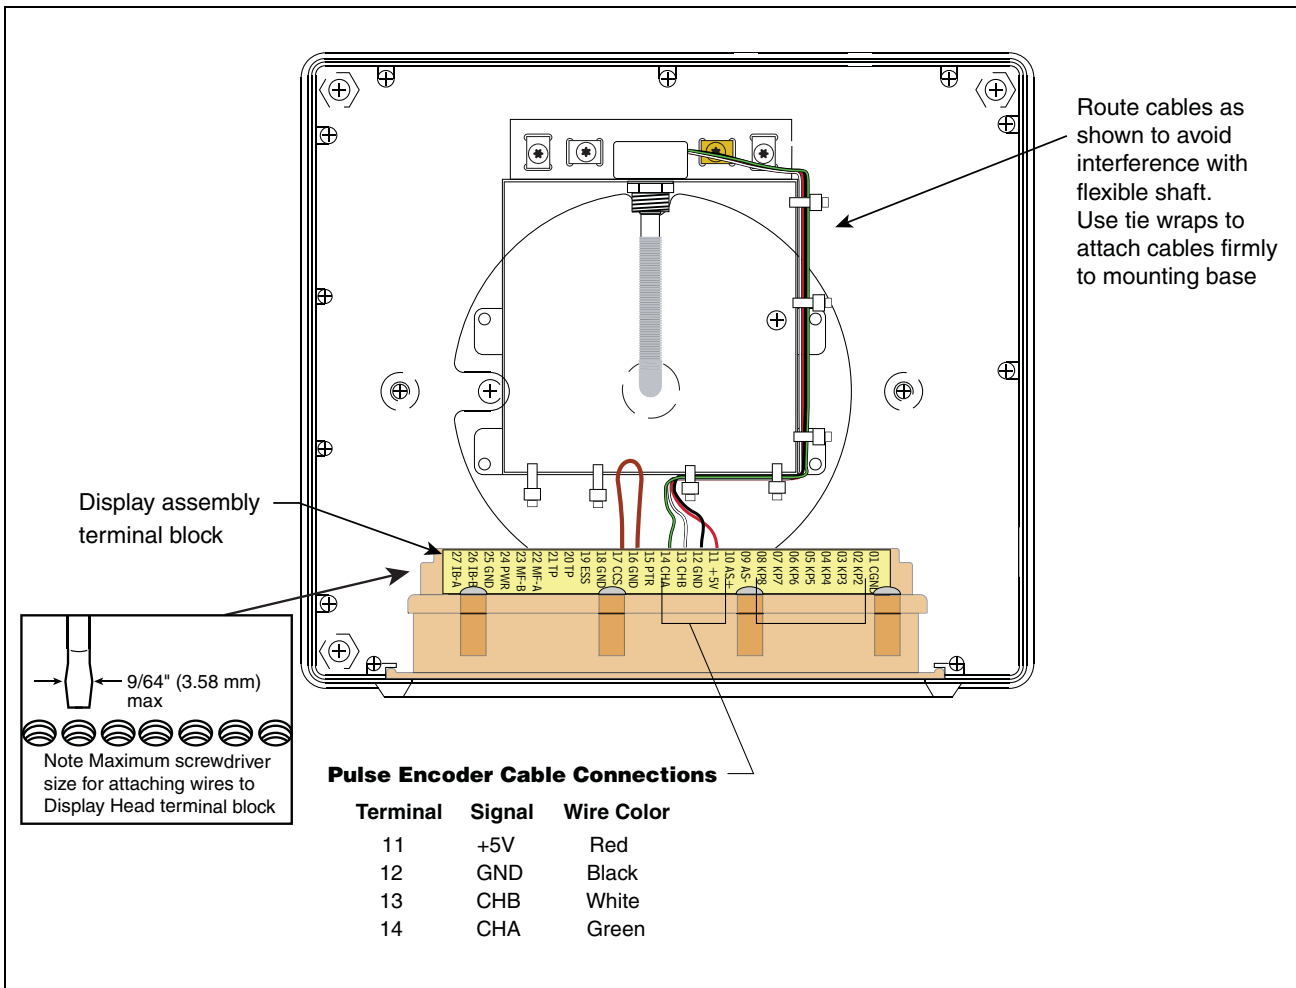 Route cables as
shown to avoid
interference with
flexible shaft.
Use tie wraps to
attach cables firmly
to mounting base
Display assembly
terminal block
27 IB-A
26 IB-B
25 GND
24 PWR
23 MF-B
22 MF-A
21 TP
20 TP
19 ESS
18 GND
17 CCS
16 GND
15 PTR
14 CHA
13 CHB
12 GND
11 +5V
10 AS±
09 AS-
08 KP8
07 KP7
06 KP6
05 KP5
04 KP4
03 KP3
02 KP2
01 CGND
9/64" (3.58 mm)
max
Note Maximum screwdriver
size for attaching wires to
Display Head terminal block
Pulse Encoder Cable Connections
Terminal Signal Wire Color
11 +5V Red
12 GND Black
13 CHB White
14 CHA Green